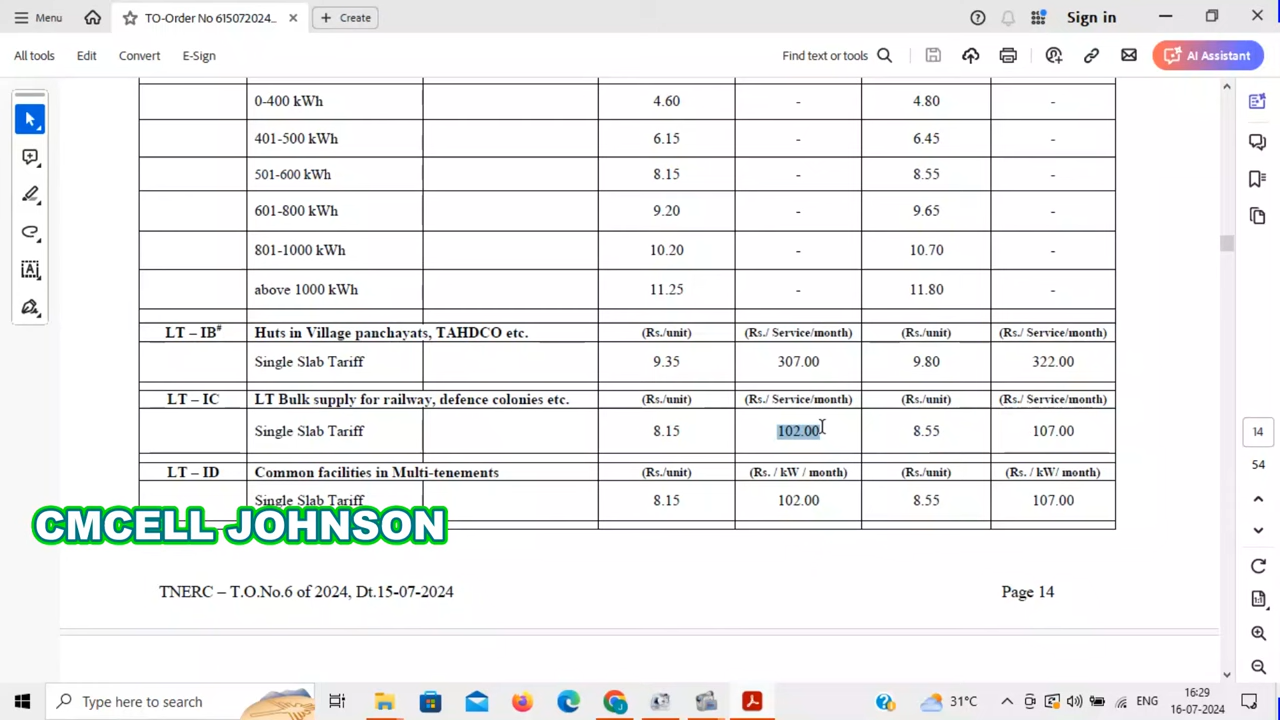 Menu
TO-Order No 615072024...
Create
Sign in
All tools
Edit
Convert
E-Sign
Find text or tools
AI Assistant
0-400 kWh 4.60 - 4.80 -
401-500 kWh 6.15 - 6.45 -
501-600 kWh 8.15 - 8.55 -
601-800 kWh 9.20 - 9.65 -
801-1000 kWh 10.20 - 10.70 -
above 1000 kWh 11.25 - 11.80 -
LT – IB# Huts in Village panchayats, TAHDCO etc. (Rs./unit) (Rs./ Service/month) (Rs./unit) (Rs./ Service/month)
Single Slab Tariff 9.35 307.00 9.80 322.00
LT – IC LT Bulk supply for railway, defence colonies etc. (Rs./unit) (Rs./ Service/month) (Rs./unit) (Rs./ Service/month)
Single Slab Tariff 8.15 102.00 8.55 107.00
LT – ID Common facilities in Multi-tenements (Rs./unit) (Rs. / kW / month) (Rs./unit) (Rs. / kW/ month)
Single Slab Tariff 8.15 102.00 8.55 107.00
CMCELL JOHNSON
TNERC – T.O.No.6 of 2024, Dt.15-07-2024 Page 14
14
54
Type here to search
31°C
ENG
16:29
16-07-2024